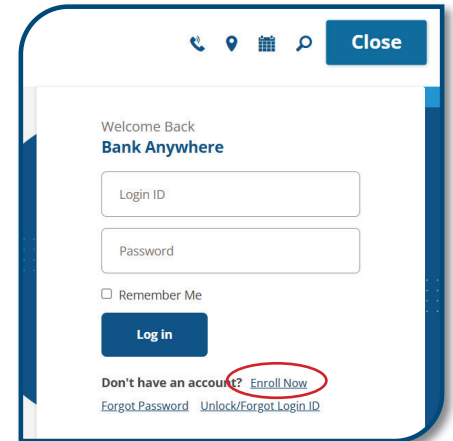 Close
Welcome Back
Bank Anywhere
Login ID
Password
Remember Me
Log in
Don't have an account? Enroll Now
Forgot Password Unlock/Forgot Login ID